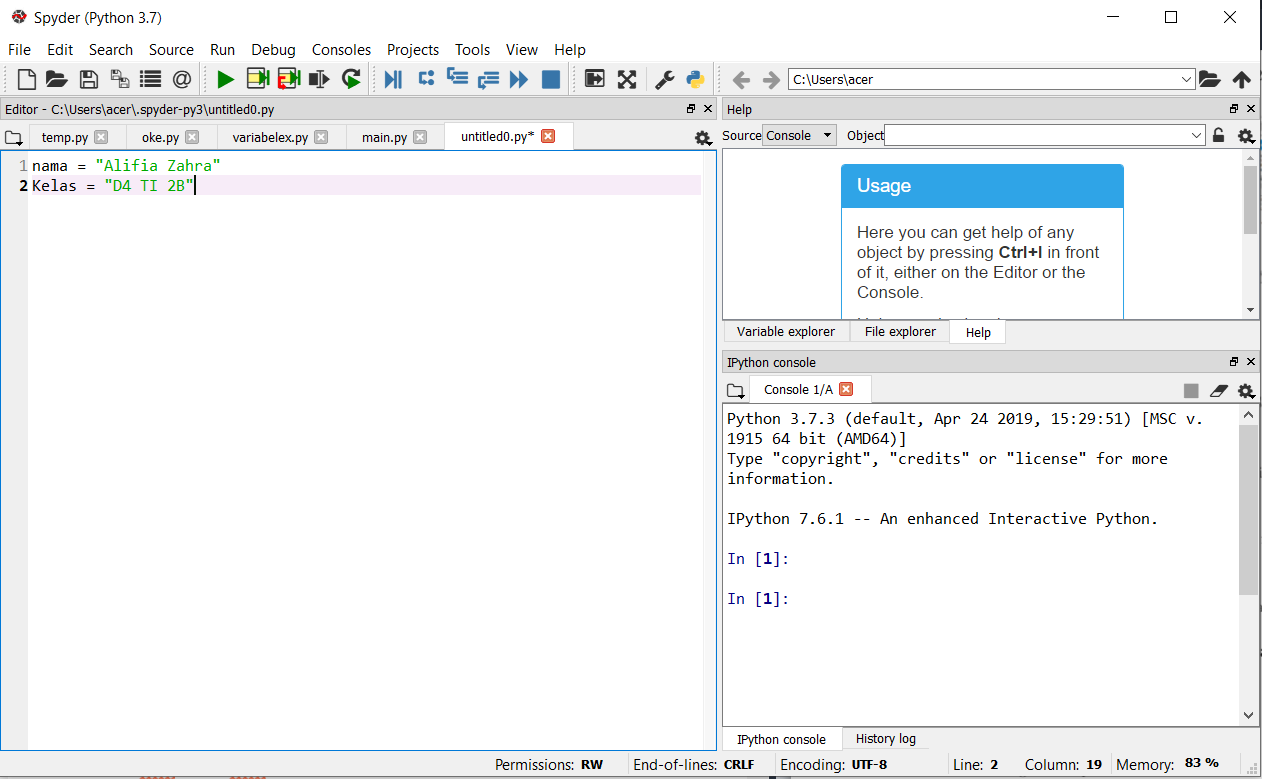 Spyder (Python 3.7)
File Edit Search Source Run Debug Consoles Projects Tools View Help
C:\Users\acer
Editor - C:\Users\acer\.spyder-py3\untitled0.py
temp.py oke.py variabelex.py main.py untitled0.py*
1 nama = "Alifia Zahra"
2 Kelas = "D4 TI 2B"
Help
Source Console Object
Usage
Here you can get help of any
object by pressing Ctrl+I in front
of it, either on the Editor or the
Console.
Variable explorer File explorer Help
IPython console
Console 1/A
Python 3.7.3 (default, Apr 24 2019, 15:29:51) [MSC v.
1915 64 bit (AMD64)]
Type "copyright", "credits" or "license" for more
information.
IPython 7.6.1 -- An enhanced Interactive Python.
In [1]:
In [1]:
IPython console History log
Permissions: RW End-of-lines: CRLF Encoding: UTF-8 Line: 2 Column: 19 Memory: 83 %